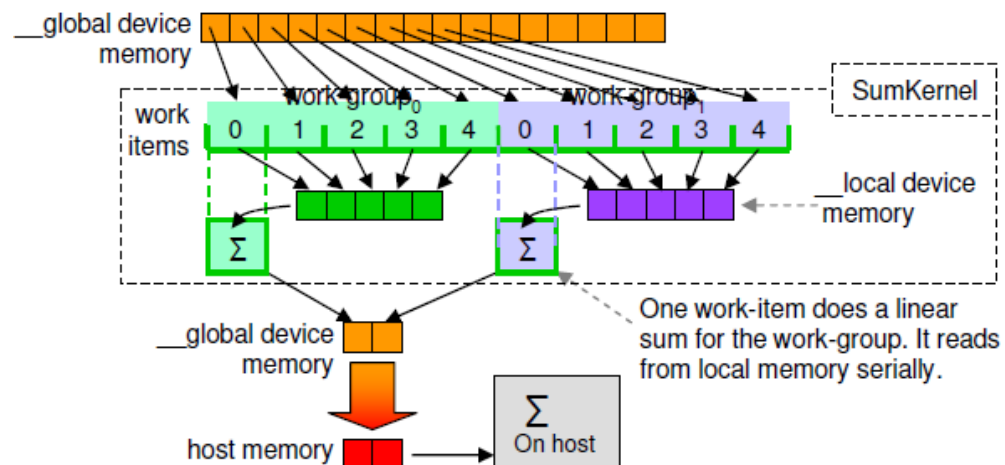 __global device
memory
SumKernel
work-group0
work-group1
work
items
0 1 2 3 4 0 1 2 3 4
__local device
memory
Σ
Σ
One work-item does a linear
sum for the work-group. It reads
from local memory serially.
__global device
memory
Σ
On host
host memory